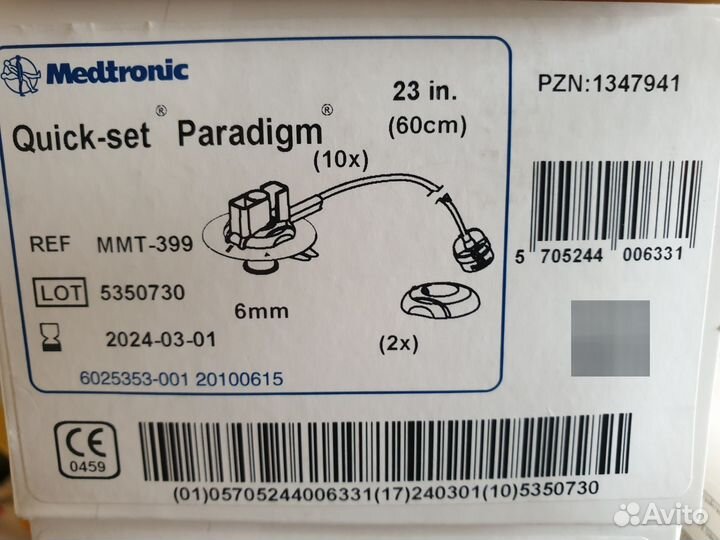 Medtronic
Quick-set® Paradigm®
23 in.
(60cm)
(10x)
REF MMT-399
LOT 5350730
2024-03-01
6mm
(2x)
6025353-001 20100615
PZN:1347941
5 705244 006331
CE
0459
(01)05705244006331(17)240301(10)5350730
Avito